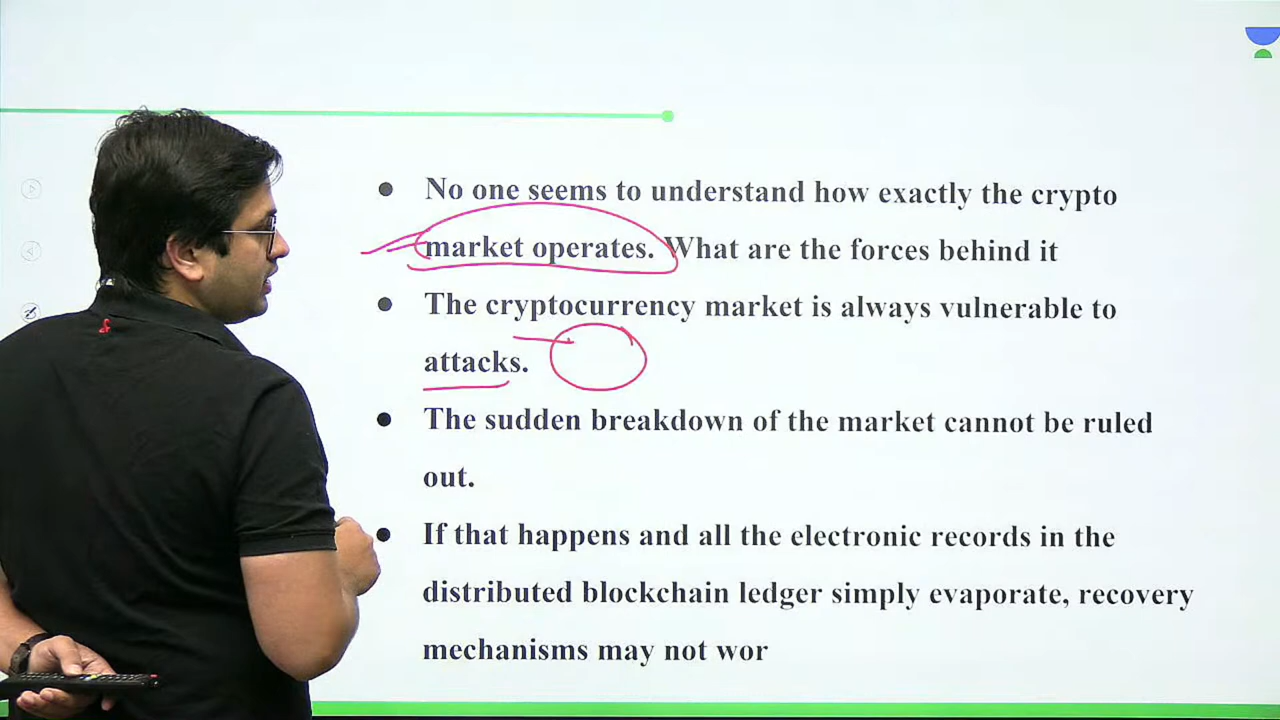 ● No one seems to understand how exactly the crypto
market operates. What are the forces behind it
● The cryptocurrency market is always vulnerable to
attacks.
● The sudden breakdown of the market cannot be ruled
out.
● If that happens and all the electronic records in the
distributed blockchain ledger simply evaporate, recovery
mechanisms may not wor